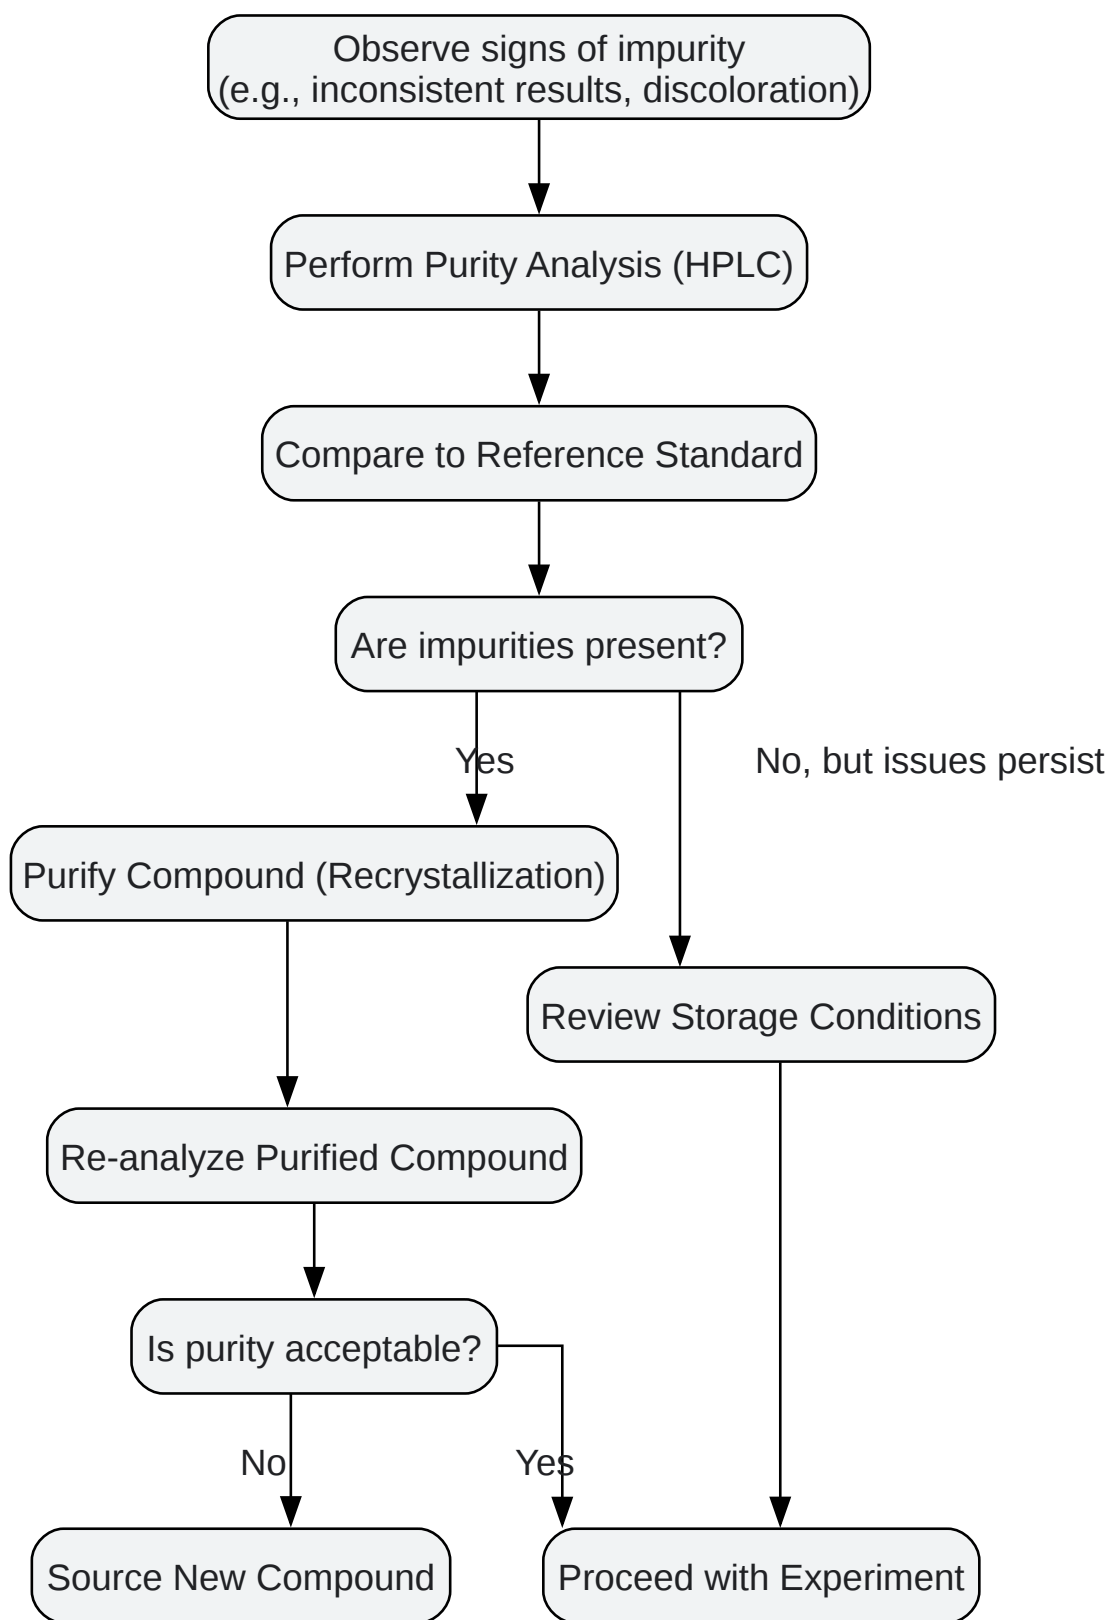 Observe signs of impurity
(e.g., inconsistent results, discoloration)
Perform Purity Analysis (HPLC)
Compare to Reference Standard
Are impurities present?
Yes
No, but issues persist
Purify Compound (Recrystallization)
Review Storage Conditions
Re-analyze Purified Compound
Is purity acceptable?
No
Yes
Source New Compound
Proceed with Experiment